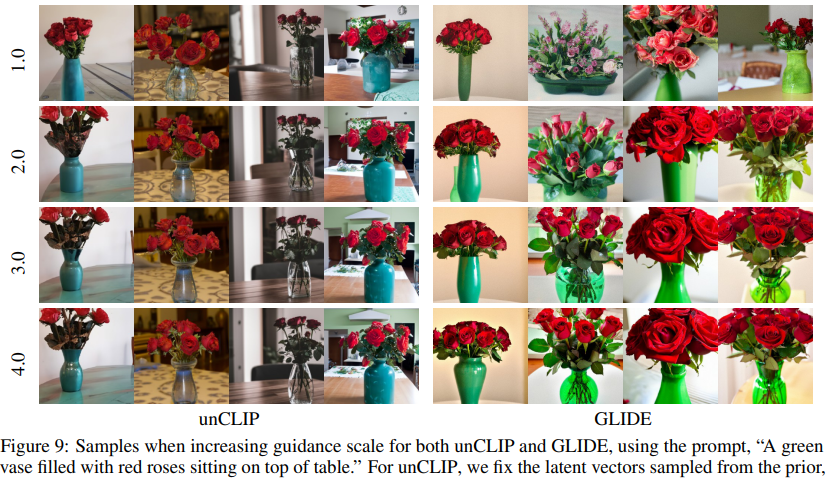 1.0
2.0
3.0
4.0
unCLIP
GLIDE
Figure 9: Samples when increasing guidance scale for both unCLIP and GLIDE, using the prompt, “A green
vase filled with red roses sitting on top of table.” For unCLIP, we fix the latent vectors sampled from the prior,